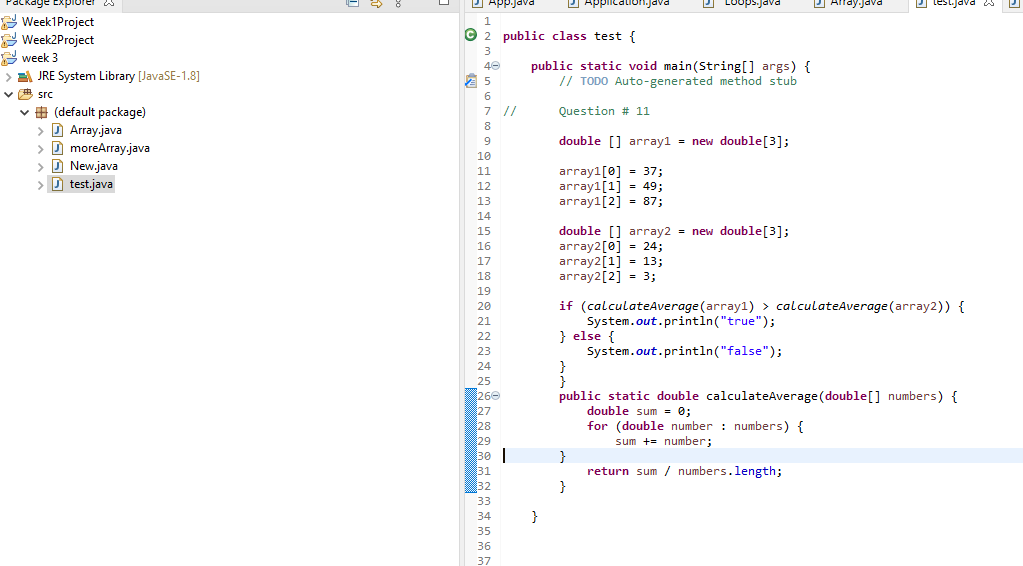 Package Explorer
Week1Project
Week2Project
week 3
JRE System Library [JavaSE-1.8]
src
(default package)
Array.java
moreArray.java
New.java
test.java
App.java Application.java Loops.java Array.java test.java
1
2 public class test {
3
4 public static void main(String[] args) {
5 // TODO Auto-generated method stub
6
7 // Question # 11
8
9 double [] array1 = new double[3];
10
11 array1[0] = 37;
12 array1[1] = 49;
13 array1[2] = 87;
14
15 double [] array2 = new double[3];
16 array2[0] = 24;
17 array2[1] = 13;
18 array2[2] = 3;
19
20 if (calculateAverage(array1) > calculateAverage(array2)) {
21 System.out.println("true");
22 } else {
23 System.out.println("false");
24 }
25 }
26 public static double calculateAverage(double[] numbers) {
27 double sum = 0;
28 for (double number : numbers) {
29 sum += number;
30 }
31 return sum / numbers.length;
32 }
33
34 }
35
36
37